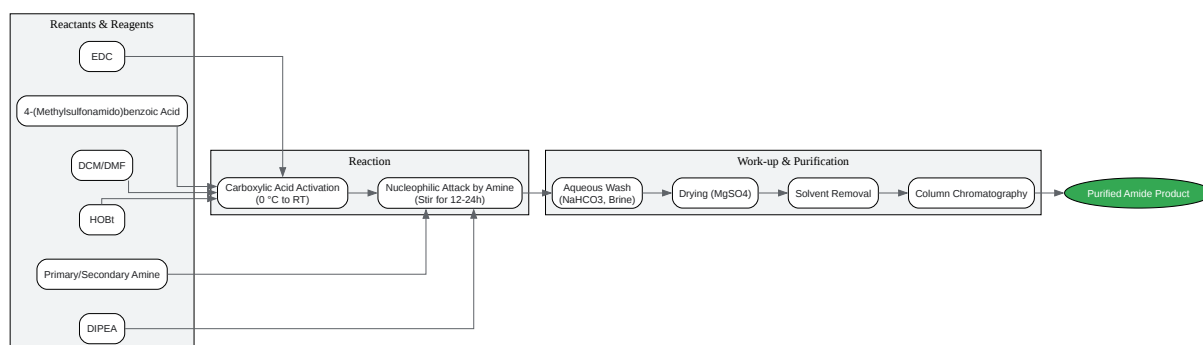 Reactants & Reagents
EDC
4-(Methylsulfonamido)benzoic Acid
DCM/DMF
HOBt
Primary/Secondary Amine
DIPEA
Reaction
Carboxylic Acid Activation
(0 °C to RT)
Nucleophilic Attack by Amine
(Stir for 12-24h)
Work-up & Purification
Aqueous Wash
(NaHCO3, Brine)
Drying (MgSO4)
Solvent Removal
Column Chromatography
Purified Amide Product